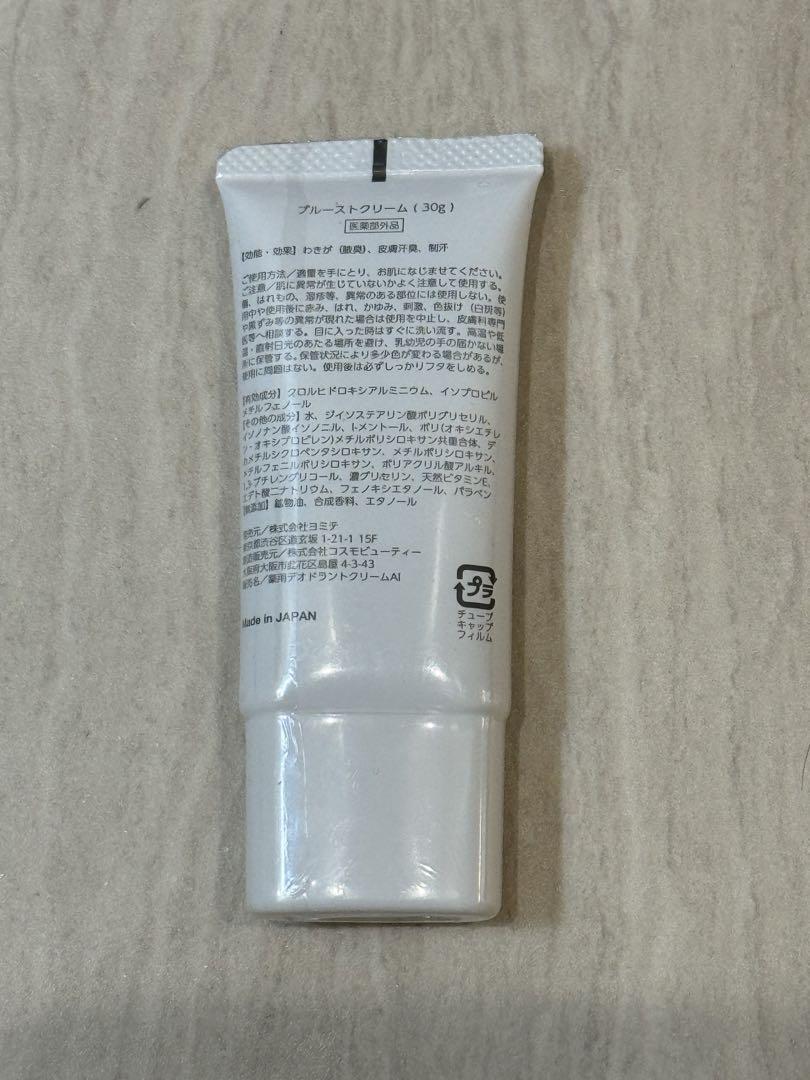 プルーストクリーム(30g)
医薬部外品
【効能・効果】わきが(腋臭)、皮膚汗臭、制汗
ご使用方法/適量を手にとり、お肌になじませてください。
ご注意/肌に異常が生じていないかよく注意して使用する。
傷、はれもの、湿疹等、異常のある部位には使用しない。使
用中や使用後に赤み、はれ、かゆみ、刺激、色抜け(白斑等)
や黒ずみ等の異常が現れた場合は使用を中止し、皮膚科専門
医等へ相談する。目に入った時はすぐに洗い流す。高温や低
温・直射日光のあたる場所を避け、乳幼児の手の届かない場
所に保管する。保管状況により多少色が変わる場合があるが、
使用に問題はない。使用後は必ずしっかりフタをしめる。
【有効成分】クロルヒドロキシアルミニウム、イソプロピル
メチルフェノール
【その他の成分】水、ジイソステアリン酸ポリグリセリル、
イソノナン酸イソノニル、l-メントール、ポリ(オキシエチレ
ン・オキシプロピレン)メチルポリシロキサン共重合体、デ
カメチルシクロペンタシロキサン、メチルポリシロキサン、
メチルフェニルポリシロキサン、ポリアクリル酸アルキル、
1,3-ブチレングリコール、濃グリセリン、天然ビタミンE、
エデト酸二ナトリウム、フェノキシエタノール、パラベン
【無添加】鉱物油、合成香料、エタノール
発売元/株式会社ヨミテ
東京都渋谷区道玄坂 1-21-1 15F
製造販売元/株式会社コスモビューティー
大阪府大阪市此花区島屋 4-3-43
販売名/薬用デオドラントクリームAI
Made in JAPAN
プラ
チューブ
キャップ
フィルム